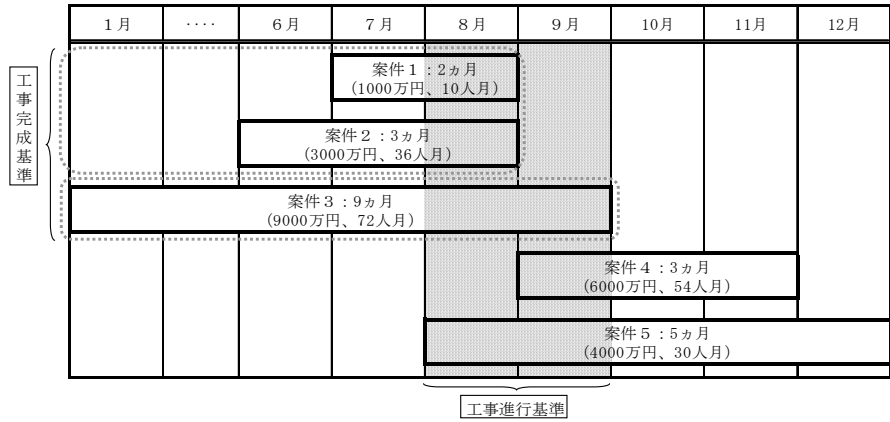 1月 ‥‥ 6月 7月 8月 9月 10月 11月 12月
工事完成基準
案件1:2ヵ月
(1000万円、10人月)
案件2:3ヵ月
(3000万円、36人月)
案件3:9ヵ月
(9000万円、72人月)
案件4:3ヵ月
(6000万円、54人月)
案件5:5ヵ月
(4000万円、30人月)
工事進行基準